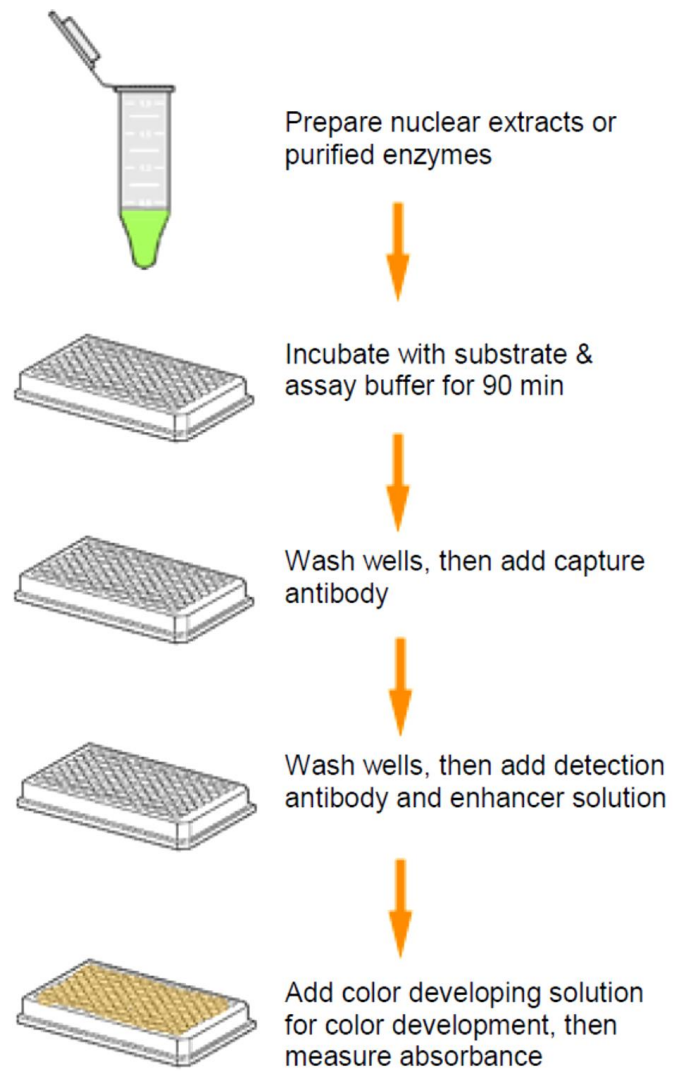 Prepare nuclear extracts or
purified enzymes
Incubate with substrate &
assay buffer for 90 min
Wash wells, then add capture
antibody
Wash wells, then add detection
antibody and enhancer solution
Add color developing solution
for color development, then
measure absorbance